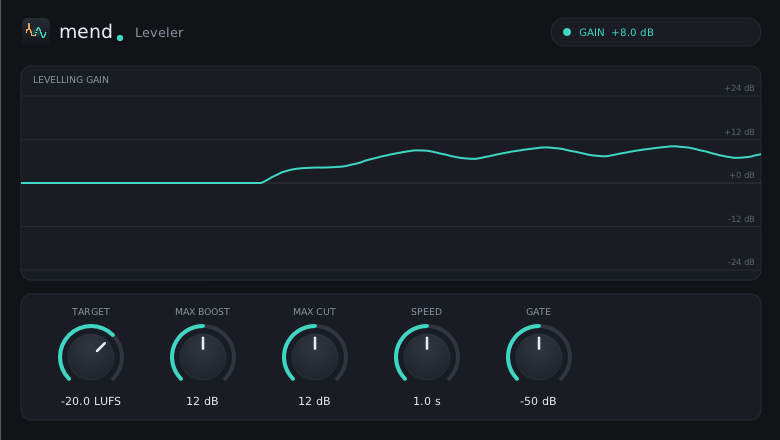 mend. Leveler
GAIN +8.0 dB
LEVELLING GAIN
+24 dB
+12 dB
+0 dB
-12 dB
-24 dB
TARGET MAX BOOST MAX CUT SPEED GATE
-20.0 LUFS 12 dB 12 dB 1.0 s -50 dB